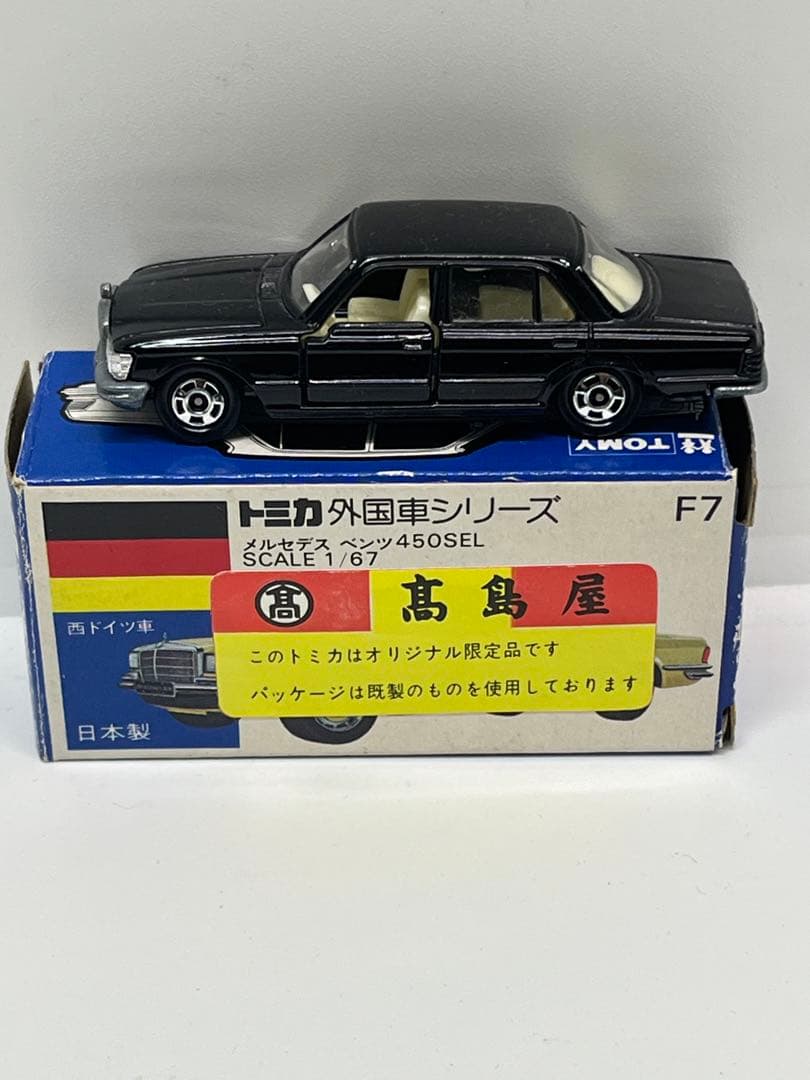 TOMY
トミカ 外国車シリーズ F7
メルセデス ベンツ450SEL
SCALE 1/67
髙 髙島屋
このトミカはオリジナル限定品です
パッケージは既製のものを使用しております
西ドイツ車
日本製